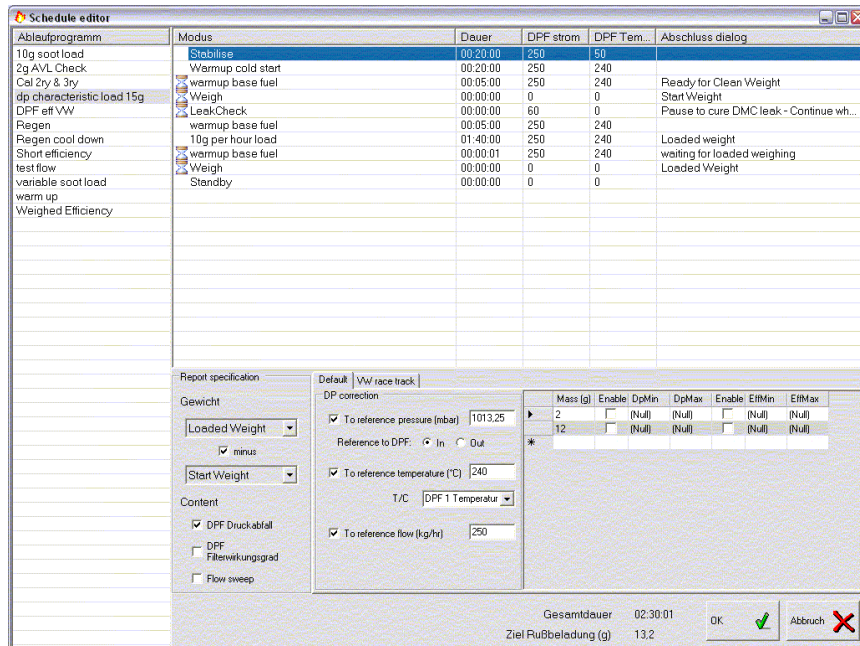 Schedule editor
Ablaufprogramm
10g soot load
2g AVL Check
Cal 2ry & 3ry
dp characteristic load 15g
DPF eff VW
Regen
Regen cool down
Short efficiency
test flow
variable soot load
warm up
Weighed Efficiency
Modus Dauer DPF strom DPF Tem... Abschluss dialog
Stabilise 00:20:00 250 50
Warmup cold start 00:20:00 250 240
warmup base fuel 00:05:00 250 240 Ready for Clean Weight
Weigh 00:00:00 0 0 Start Weight
LeakCheck 00:00:00 60 0 Pause to cure DMC leak - Continue wh...
warmup base fuel 00:05:00 250 240
10g per hour load 01:40:00 250 240 Loaded weight
warmup base fuel 00:00:01 250 240 waiting for loaded weighing
Weigh 00:00:00 0 0 Loaded Weight
Standby 00:00:00 0 0
Report specification
Gewicht
Loaded Weight
minus
Start Weight
Content
DPF Druckabfall
DPF
Filterwirkungsgrad
Flow sweep
Default VW race track
DP correction
To reference pressure (mbar) 1013,25
Reference to DPF: In Out
To reference temperature (°C) 240
T/C DPF 1 Temperatur
To reference flow (kg/hr) 250
Mass (g) Enable DpMin DpMax Enable EffMin EffMax
2 (Null) (Null) (Null) (Null)
12 (Null) (Null) (Null) (Null)
Gesamtdauer 02:30:01
Ziel Rußbeladung (g) 13,2
OK
Abbruch